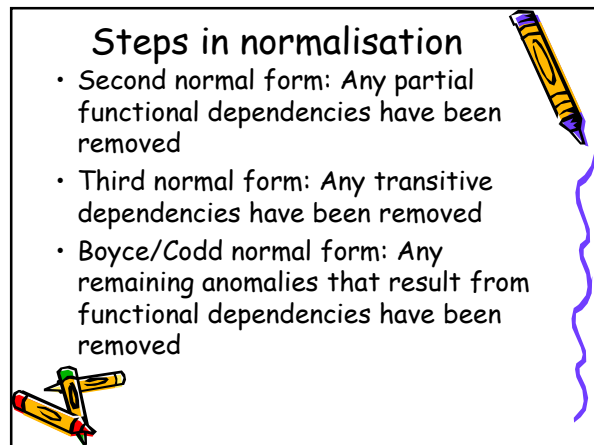 Steps in normalisation
• Second normal form: Any partial
functional dependencies have been
removed
• Third normal form: Any transitive
dependencies have been removed
• Boyce/Codd normal form: Any
remaining anomalies that result from
functional dependencies have been
removed